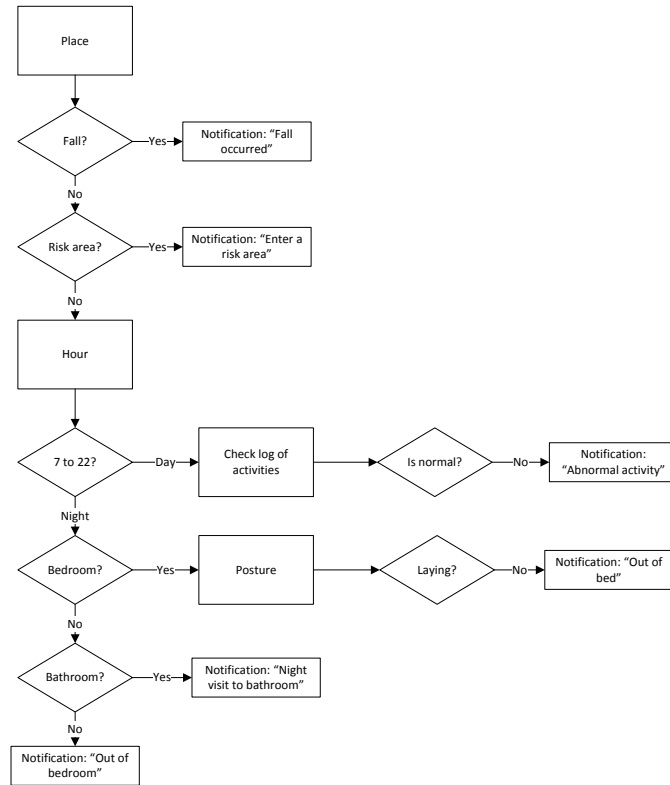 Place
Fall?
Yes
Notification: “Fall
occurred”
No
Risk area?
Yes
Notification: “Enter a
risk area”
No
Hour
7 to 22?
Day
Check log of
activities
Is normal?
No
Notification:
“Abnormal activity”
Night
Bedroom?
Yes
Posture
Laying?
No
Notification: “Out of
bed”
No
Bathroom?
Yes
Notification: “Night
visit to bathroom”
No
Notification: “Out of
bedroom”